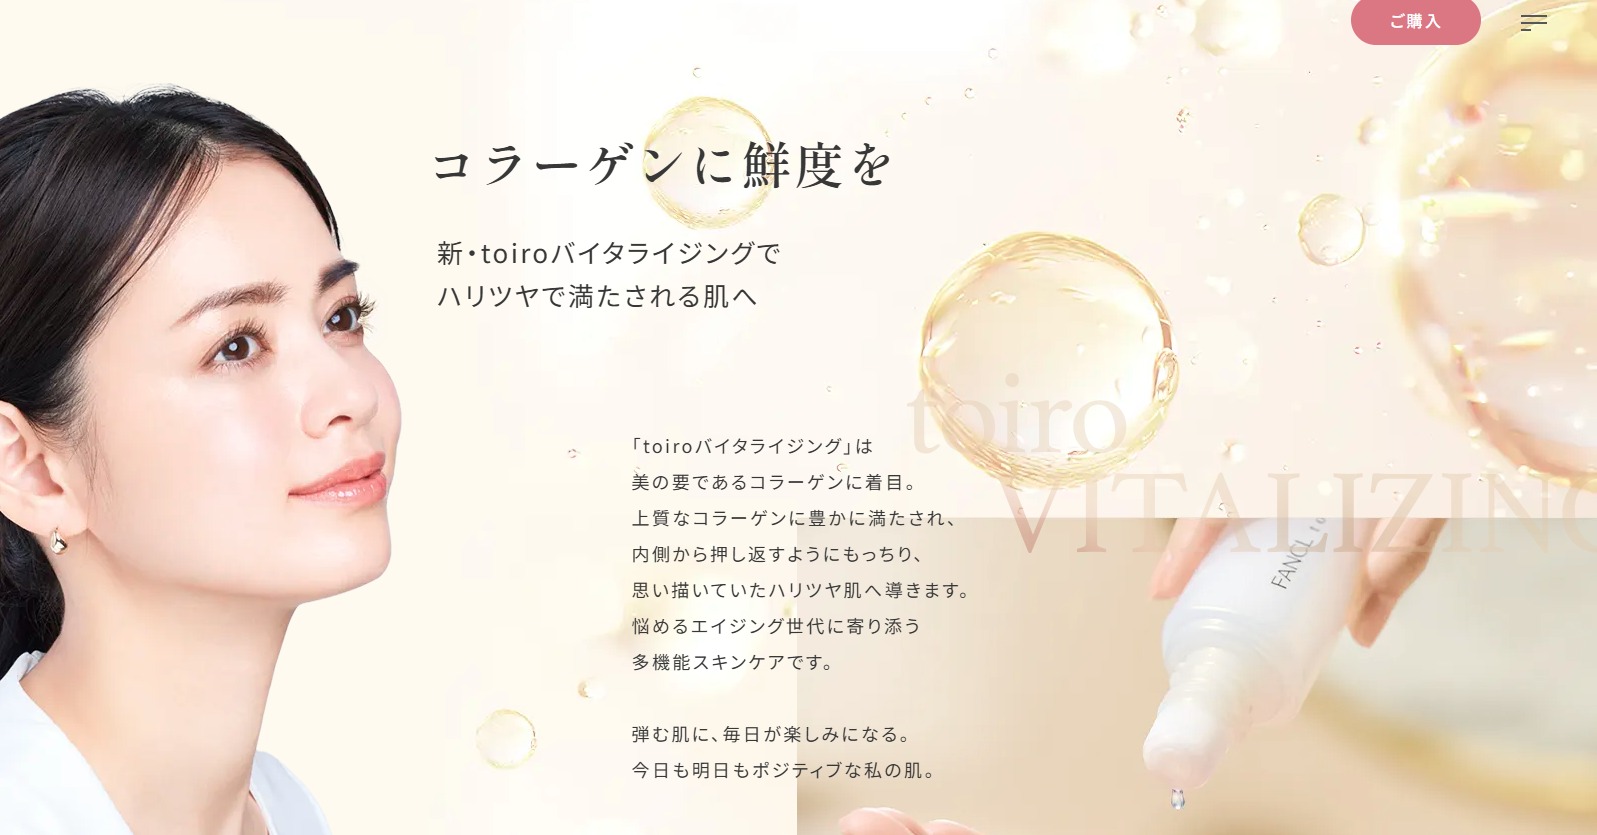 ご購入
コラーゲンに鮮度を
新・toiroバイタライジングで
ハリツヤで満たされる肌へ
「toiroバイタライジング」は
美の要であるコラーゲンに着目。
上質なコラーゲンに豊かに満たされ、
内側から押し返すようにもっちり、
思い描いていたハリツヤ肌へ導きます。
悩めるエイジング世代に寄り添う
多機能スキンケアです。
弾む肌に、毎日が楽しみになる。
今日も明日もポジティブな私の肌。
toiro
VITALIZING
FANCL